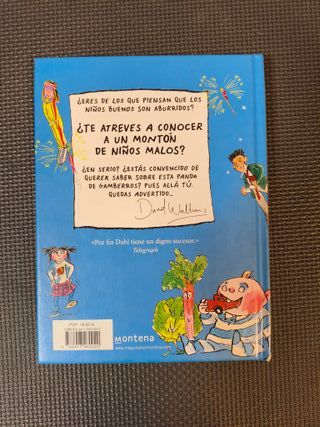 ¿ERES DE LOS QUE PIENSAN QUE LOS
NIÑOS BUENOS SON ABURRIDOS?
¿TE ATREVES A CONOCER
A UN MONTÓN
DE NIÑOS MALOS?
¿EN SERIO? ¿ESTÁS CONVENCIDO DE
QUERER SABER SOBRE ESTA PANDA
DE GAMBERROS? PUES ALLÁ TÚ.
QUEDAS ADVERTIDO...
David Walliams
«Por fin Dahl tiene un digno sucesor.»
Telegraph
montena